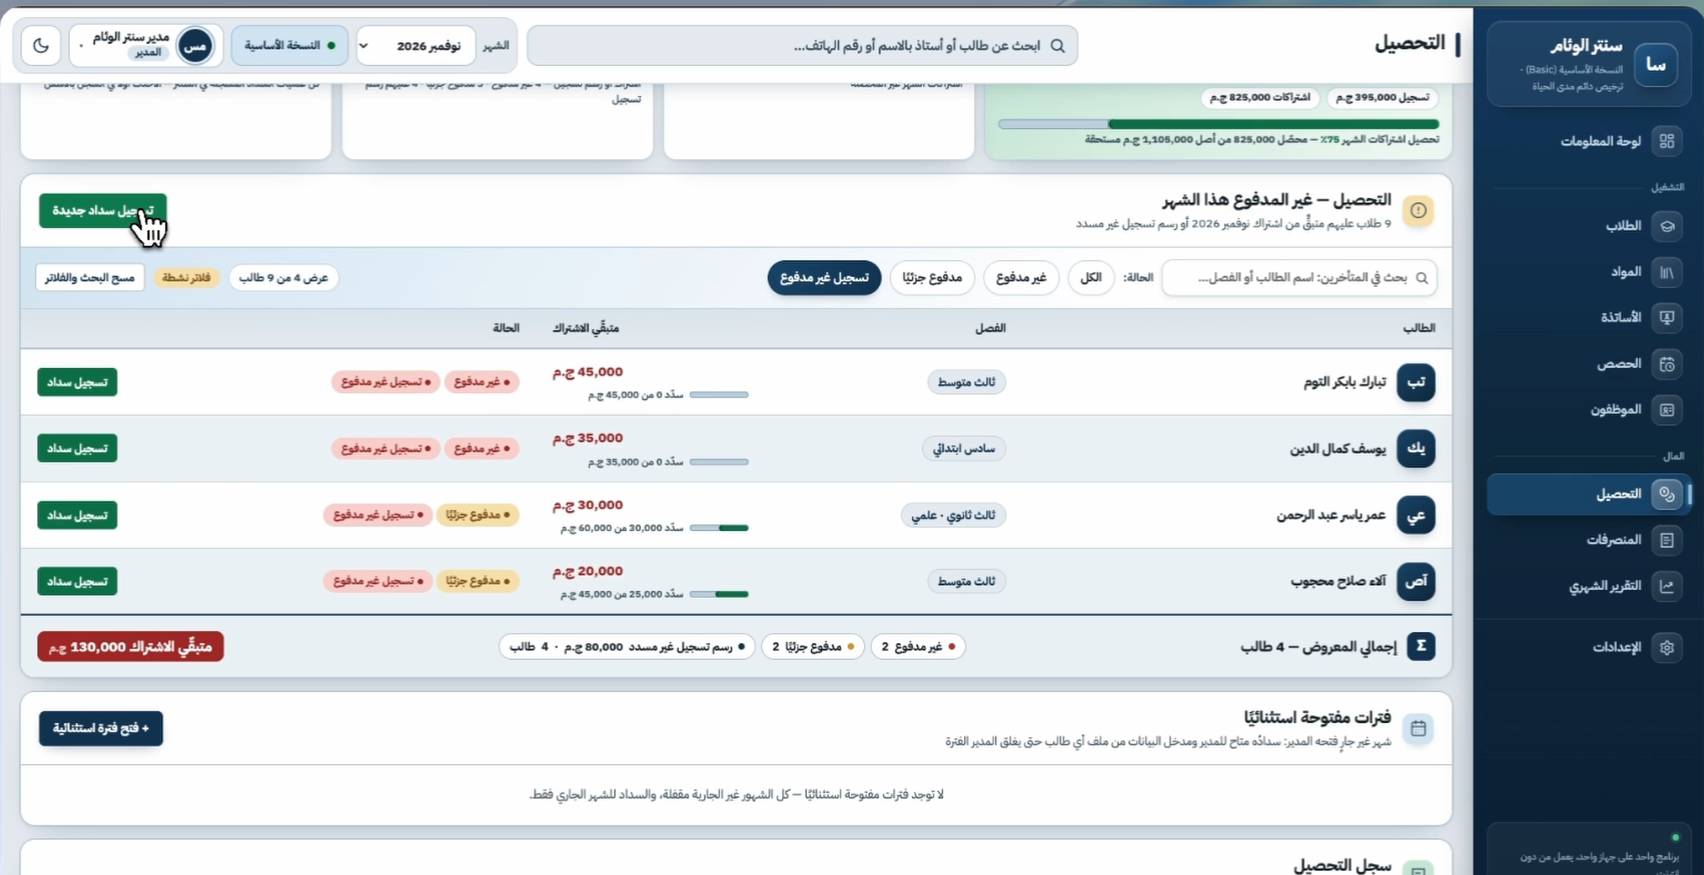 سنتر الوئام
سا
النسخة الأساسية (Basic) -
ترخيص دائم مدى الحياة
لوحة المعلومات
التشغيل
الطلاب
المواد
الأساتذة
الحصص
الموظفون
المال
التحصيل
المنصرفات
التقرير الشهري
الإعدادات
برنامج واحد على جهاز واحد، يعمل من دون
التحصيل
ابحث عن طالب أو أستاذ بالاسم أو رقم الهاتف...
الشهر
نوفمبر 2026
النسخة الأساسية
مس
مدير سنتر الوئام
المدير
تسجيل 395,000 ج.م
اشتراكات 825,000 ج.م
تحصيل اشتراكات الشهر 75٪ — محصّل 825,000 من أصل 1,105,000 ج.م مستحقة
تسجيل
التحصيل — غير المدفوع هذا الشهر
9 طلاب عليهم متبقٍّ من اشتراك نوفمبر 2026 أو رسم تسجيل غير مسدد
تسجيل سداد جديدة
بحث في المتأخرين: اسم الطالب أو الفصل...
الحالة:
الكل
غير مدفوع
مدفوع جزئيًا
تسجيل غير مدفوع
عرض 4 من 9 طالب
فلاتر نشطة
مسح البحث والفلاتر
الطالب
الفصل
متبقّي الاشتراك
الحالة
تب
تبارك بابكر التوم
ثالث متوسط
45,000 ج.م
سدّد 0 من 45,000 ج.م
غير مدفوع
تسجيل غير مدفوع
تسجيل سداد
يك
يوسف كمال الدين
سادس ابتدائي
35,000 ج.م
سدّد 0 من 35,000 ج.م
غير مدفوع
تسجيل غير مدفوع
تسجيل سداد
عي
عمر ياسر عبد الرحمن
ثالث ثانوي · علمي
30,000 ج.م
سدّد 30,000 من 60,000 ج.م
مدفوع جزئيًا
تسجيل غير مدفوع
تسجيل سداد
آص
آلاء صلاح محجوب
ثالث متوسط
20,000 ج.م
سدّد 25,000 من 45,000 ج.م
مدفوع جزئيًا
تسجيل غير مدفوع
تسجيل سداد
Σ
إجمالي المعروض — 4 طالب
غير مدفوع 2
مدفوع جزئيًا 2
رسم تسجيل غير مسدد 80,000 ج.م · 4 طالب
متبقّي الاشتراك 130,000 ج.م
فترات مفتوحة استثنائيًا
شهر غير جارٍ فتحه المدير: سداده متاح للمدير ومدخل البيانات من ملف أي طالب حتى يغلق المدير الفترة
+ فتح فترة استثنائية
لا توجد فترات مفتوحة استثنائيًا — كل الشهور غير الجارية مقفلة، والسداد للشهر الجاري فقط.
سجل التحصيل